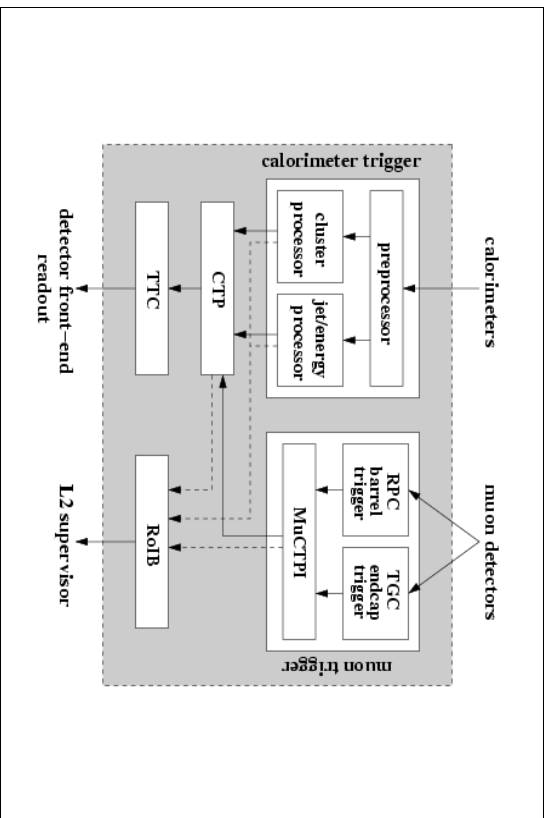 calorimeters
muon detectors
calorimeter trigger
preprocessor
cluster
processor
jet/energy
processor
muon trigger
RPC
barrel
trigger
TGC
endcap
trigger
MuCTPI
CTP
TTC
RoIB
detector front-end
readout
L2 supervisor